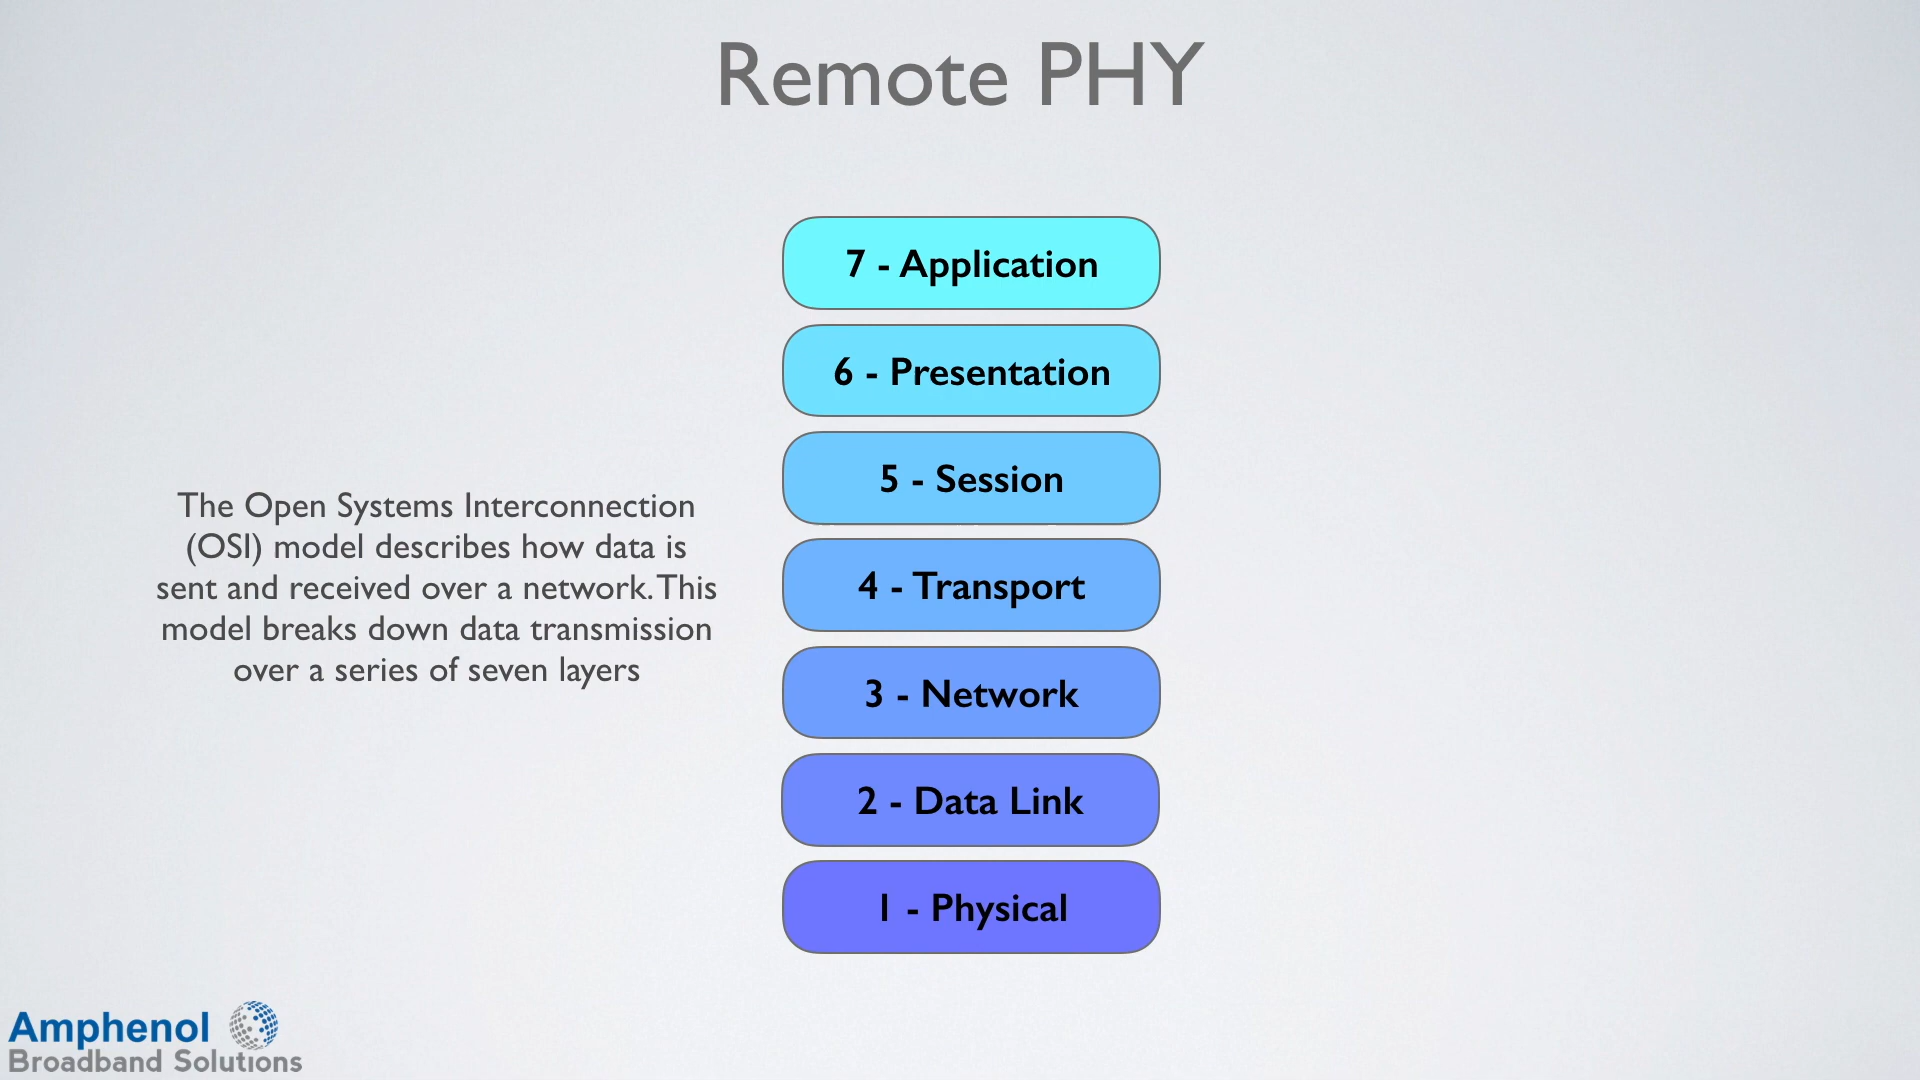 Remote PHY
7 - Application
6 - Presentation
5 - Session
4 - Transport
3 - Network
2 - Data Link
1 - Physical
The Open Systems Interconnection
(OSI) model describes how data is
sent and received over a network. This
model breaks down data transmission
over a series of seven layers
Amphenol
Broadband Solutions